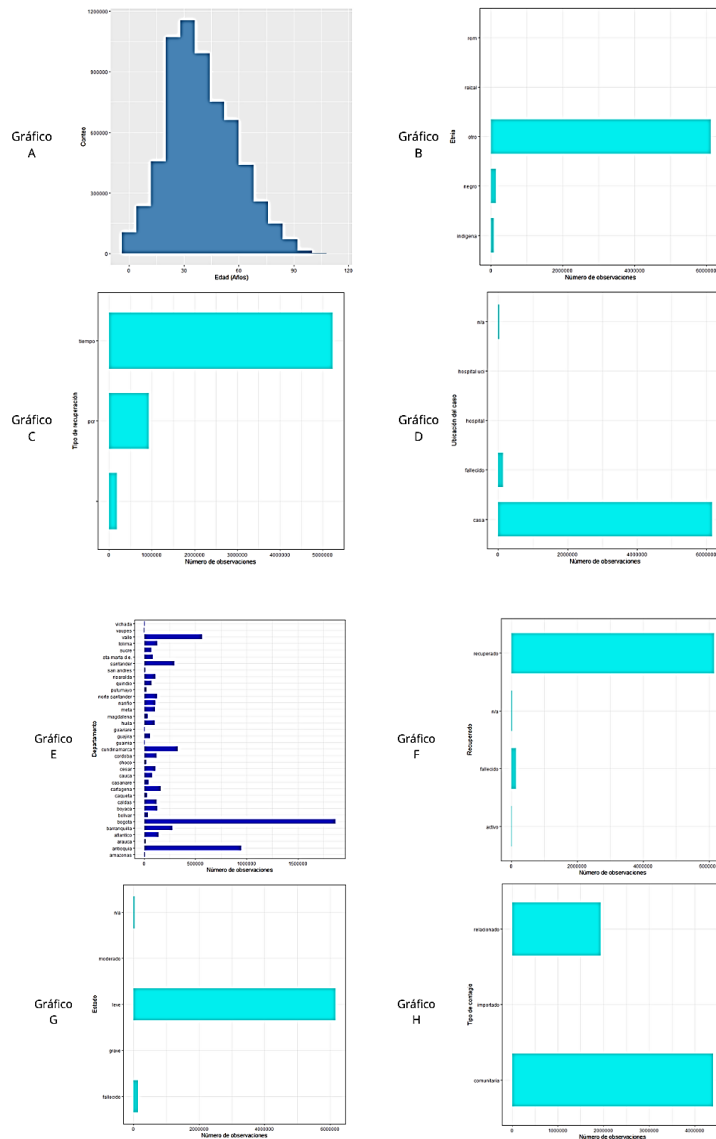 Gráfico
A
Conteo
1200000
900000
600000
300000
0
0
30
60
90
120
Edad (Años)
Gráfico
B
Etnia
rom
raizal
otro
negro
indigena
0
2000000
4000000
6000000
Número de observaciones
Gráfico
C
Tipo de recuperación
tiempo
pcr
0
1000000
2000000
3000000
4000000
5000000
Número de observaciones
Gráfico
D
Ubicación del caso
n/a
hospital uci
hospital
fallecido
casa
0
2000000
4000000
6000000
Número de observaciones
Gráfico
E
Departamento
vichada
vaupes
valle
tolima
sucre
sta marta d.e.
santander
san andres
risaralda
quindio
putumayo
norte santander
nariño
meta
magdalena
huila
guaviare
guajira
guainia
cundinamarca
cordoba
choco
cesar
cauca
casanare
cartagena
caqueta
caldas
boyaca
bolivar
bogota
barranquilla
atlantico
arauca
antioquia
amazonas
0
500000
1000000
1500000
Número de observaciones
Gráfico
F
Recuperado
recuperado
n/a
fallecido
activo
0
2000000
4000000
6000000
Número de observaciones
Gráfico
G
Estado
n/a
moderado
leve
grave
fallecido
0
2000000
4000000
6000000
Número de observaciones
Gráfico
H
Tipo de contagio
relacionado
importado
comunitaria
0
1000000
2000000
3000000
4000000
Número de observaciones